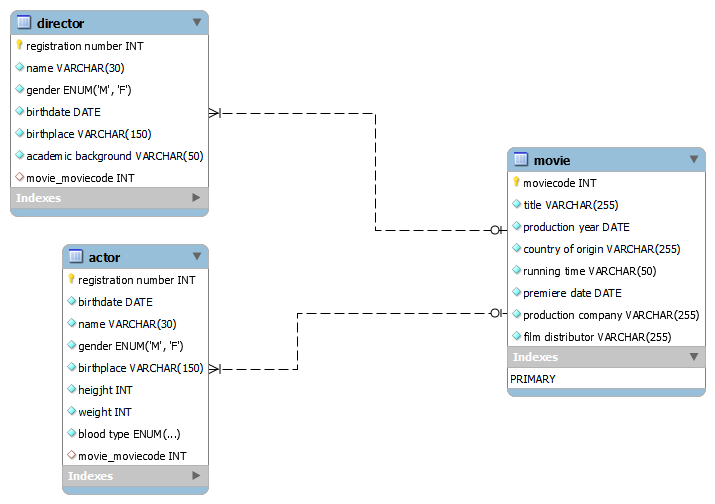 director
registration number INT
name VARCHAR(30)
gender ENUM('M', 'F')
birthdate DATE
birthplace VARCHAR(150)
academic background VARCHAR(50)
movie_moviecode INT
Indexes
actor
registration number INT
birthdate DATE
name VARCHAR(30)
gender ENUM('M', 'F')
birthplace VARCHAR(150)
heigjht INT
weight INT
blood type ENUM(...)
movie_moviecode INT
Indexes
movie
moviecode INT
title VARCHAR(255)
production year DATE
country of origin VARCHAR(255)
running time VARCHAR(50)
premiere date DATE
production company VARCHAR(255)
film distributor VARCHAR(255)
Indexes
PRIMARY